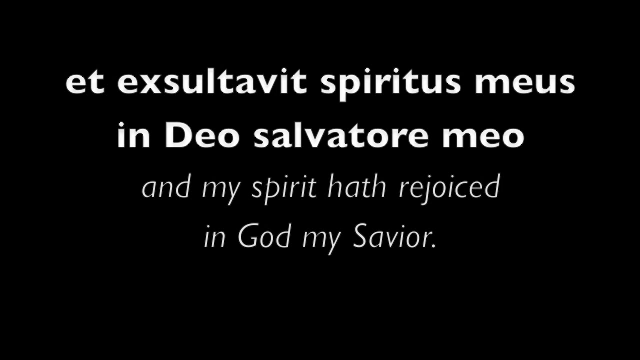 et exsultavit spiritus meus
in Deo salvatore meo
and my spirit hath rejoiced
in God my Savior.